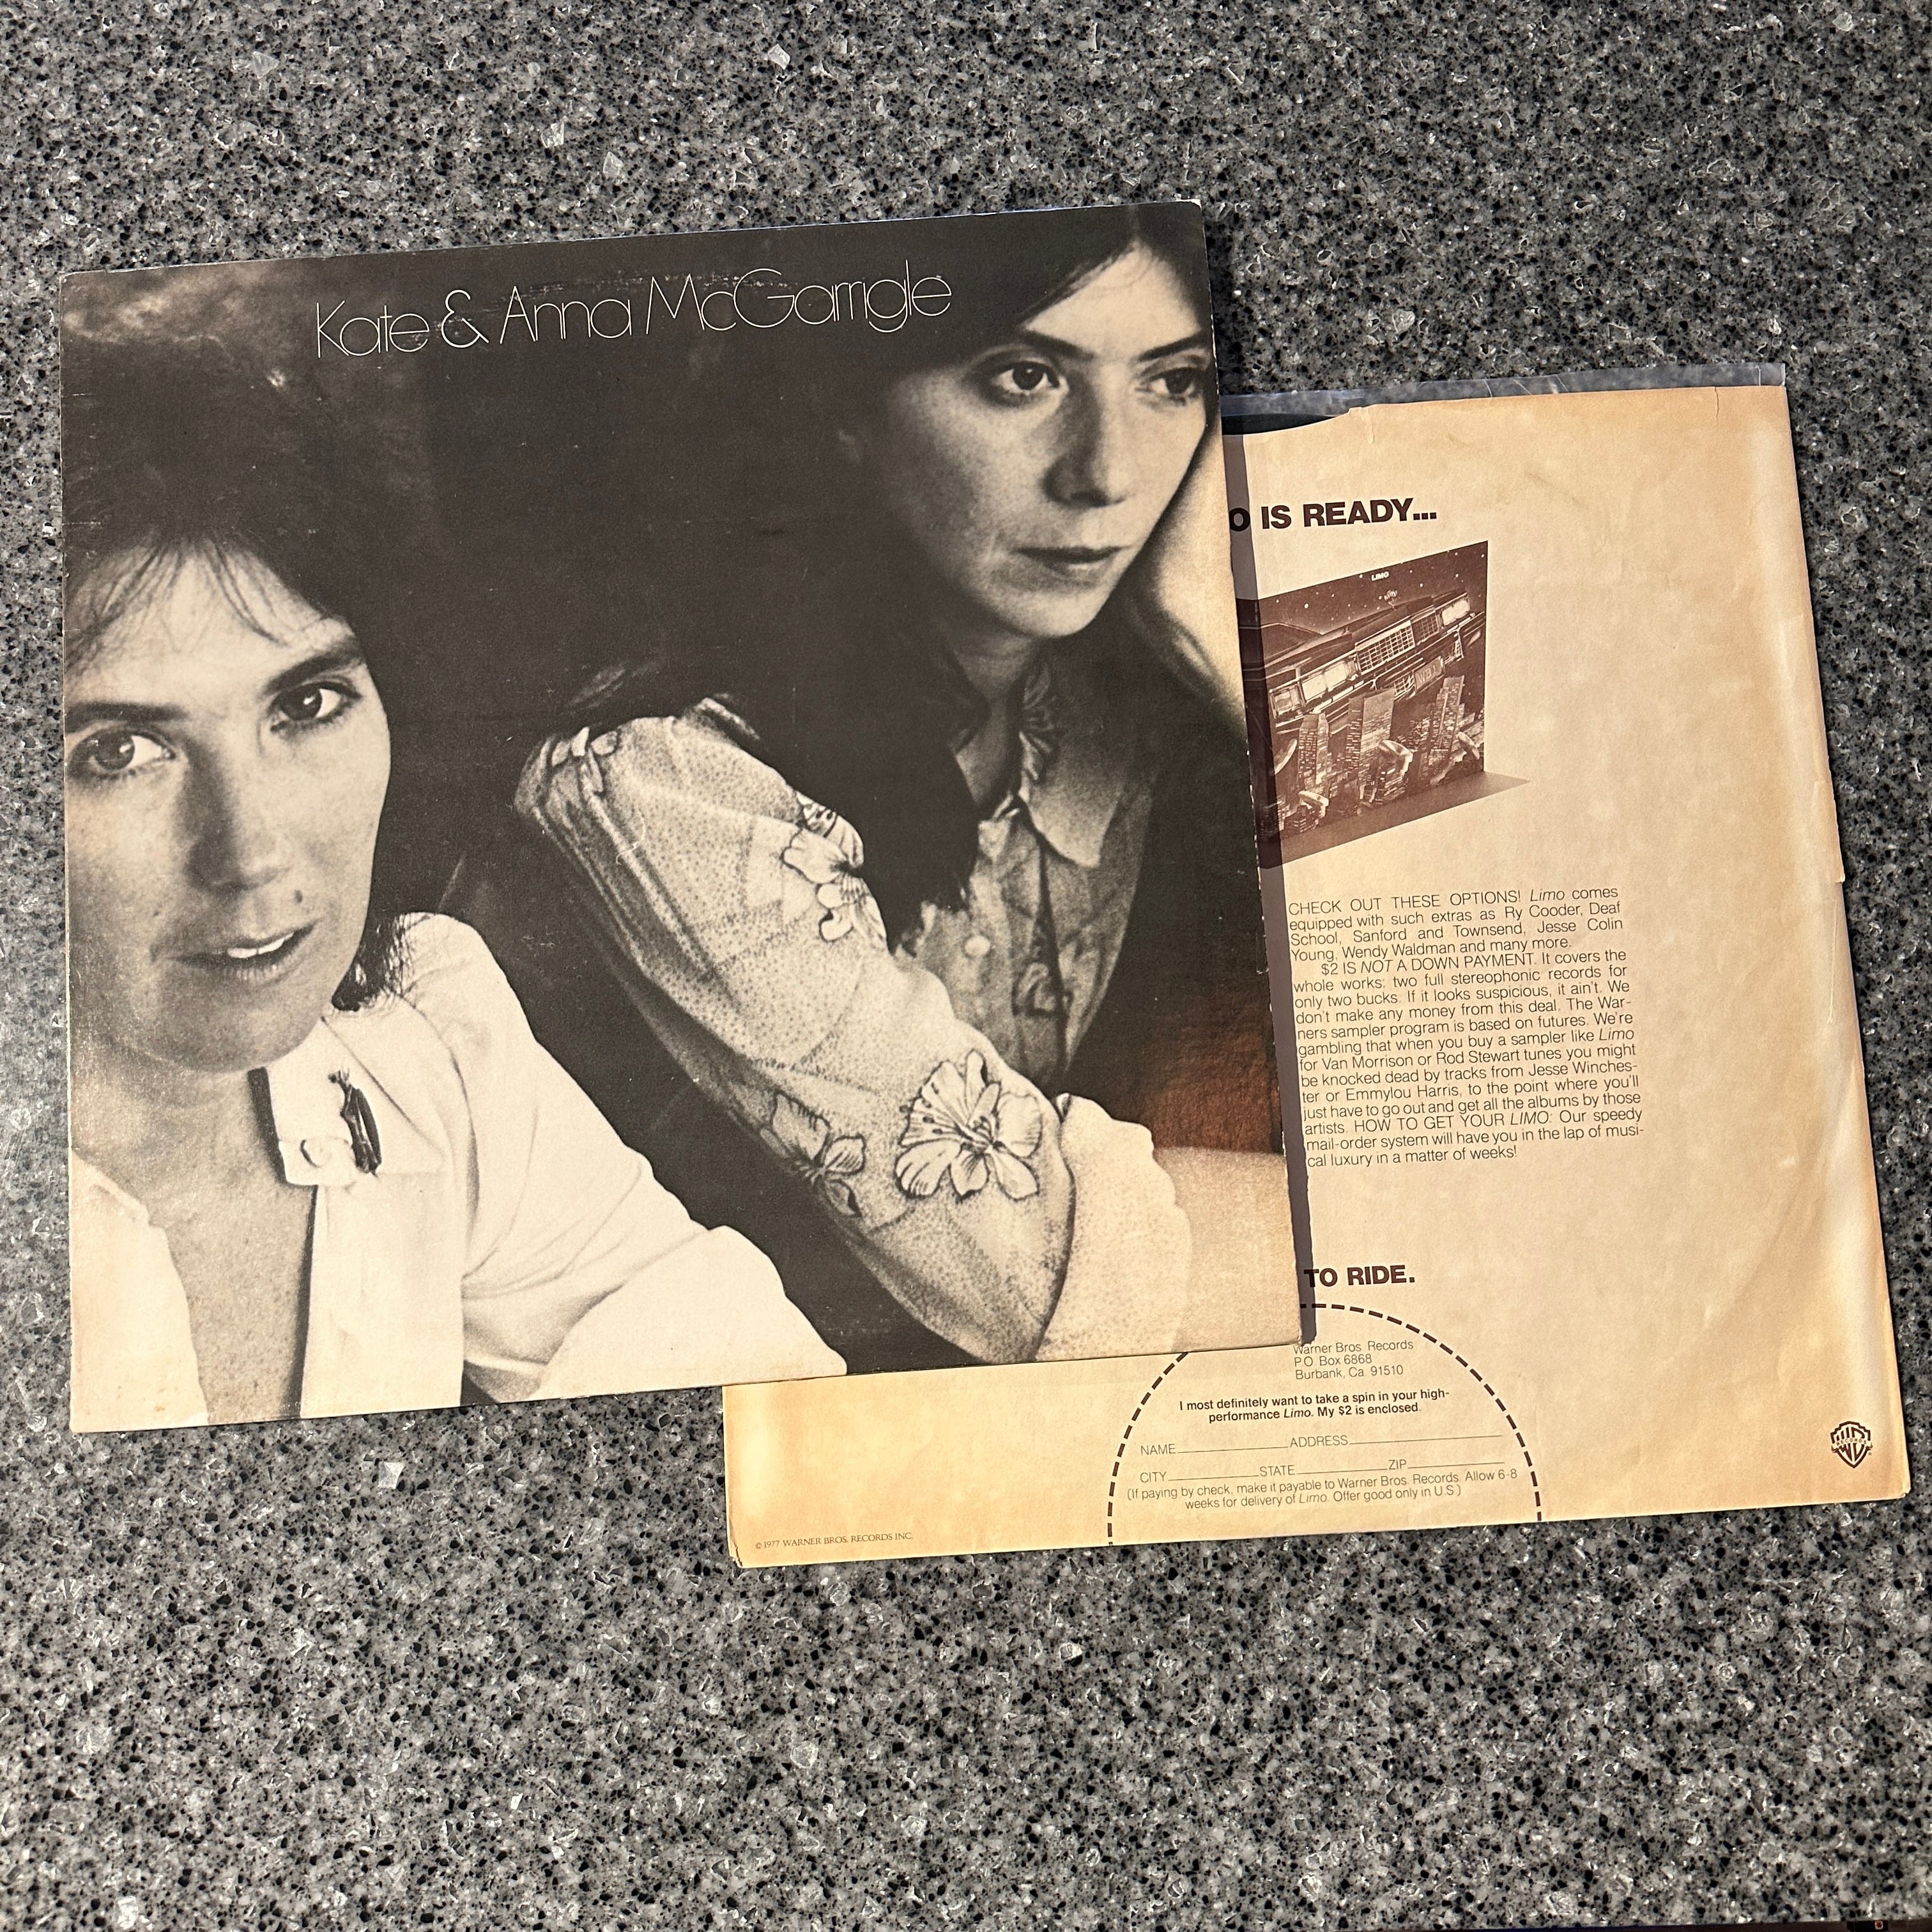 Kate & Anna McGarrigle
O IS READY...
LIMO
CHECK OUT THESE OPTIONS! Limo comes
equipped with such extras as Ry Cooder, Deaf
School, Sanford and Townsend, Jesse Colin
Young, Wendy Waldman and many more.
$2 IS NOT A DOWN PAYMENT. It covers the
whole works: two full stereophonic records for
only two bucks. If it looks suspicious, it ain't. We
don't make any money from this deal. The War-
ners sampler program is based on futures. We're
gambling that when you buy a sampler like Limo
for Van Morrison or Rod Stewart tunes you might
be knocked dead by tracks from Jesse Winches-
ter or Emmylou Harris, to the point where you'll
just have to go out and get all the albums by those
artists. HOW TO GET YOUR LIMO: Our speedy
mail-order system will have you in the lap of musi-
cal luxury in a matter of weeks!
TO RIDE.
Warner Bros. Records
P.O. Box 6868
Burbank, Ca. 91510
I most definitely want to take a spin in your high-
performance Limo. My $2 is enclosed.
NAME ADDRESS
CITY STATE ZIP
(If paying by check, make it payable to Warner Bros. Records. Allow 6-8
weeks for delivery of Limo. Offer good only in U.S.)
© 1977 WARNER BROS. RECORDS INC.
WB